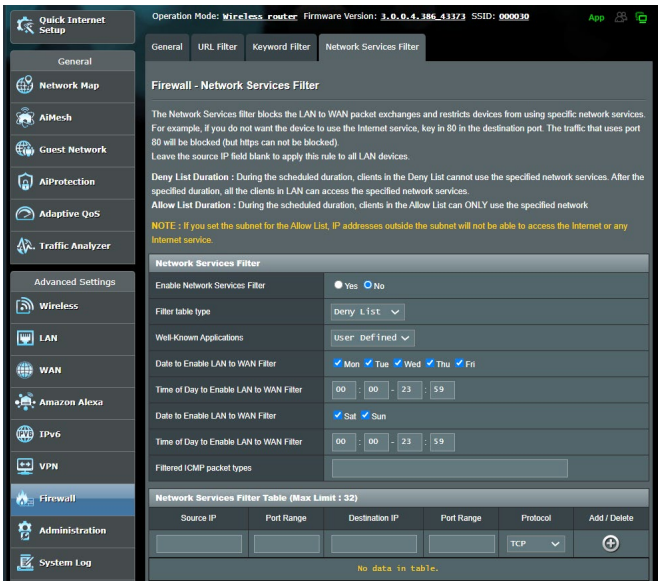 Quick Internet
Setup
General
Network Map
AiMesh
Guest Network
AiProtection
Adaptive QoS
Traffic Analyzer
Advanced Settings
Wireless
LAN
WAN
Amazon Alexa
IPv6
VPN
Firewall
Administration
System Log
Operation Mode: Wireless router Firmware Version: 3.0.0.4.386_43373 SSID: 000030
App
General URL Filter Keyword Filter Network Services Filter
Firewall - Network Services Filter
The Network Services filter blocks the LAN to WAN packet exchanges and restricts devices from using specific network services.
For example, if you do not want the device to use the Internet service, key in 80 in the destination port. The traffic that uses port
80 will be blocked (but https can not be blocked).
Leave the source IP field blank to apply this rule to all LAN devices.
Deny List Duration : During the scheduled duration, clients in the Deny List cannot use the specified network services. After the
specified duration, all the clients in LAN can access the specified network services.
Allow List Duration : During the scheduled duration, clients in the Allow List can ONLY use the specified network
NOTE : If you set the subnet for the Allow List, IP addresses outside the subnet will not be able to access the Internet or any
Internet service.
Network Services Filter
Enable Network Services Filter Yes No
Filter table type Deny List
Well-Known Applications User Defined
Date to Enable LAN to WAN Filter Mon Tue Wed Thu Fri
Time of Day to Enable LAN to WAN Filter 00 : 00 - 23 : 59
Date to Enable LAN to WAN Filter Sat Sun
Time of Day to Enable LAN to WAN Filter 00 : 00 - 23 : 59
Filtered ICMP packet types
Network Services Filter Table (Max Limit : 32)
Source IP Port Range Destination IP Port Range Protocol Add / Delete
TCP
No data in table.